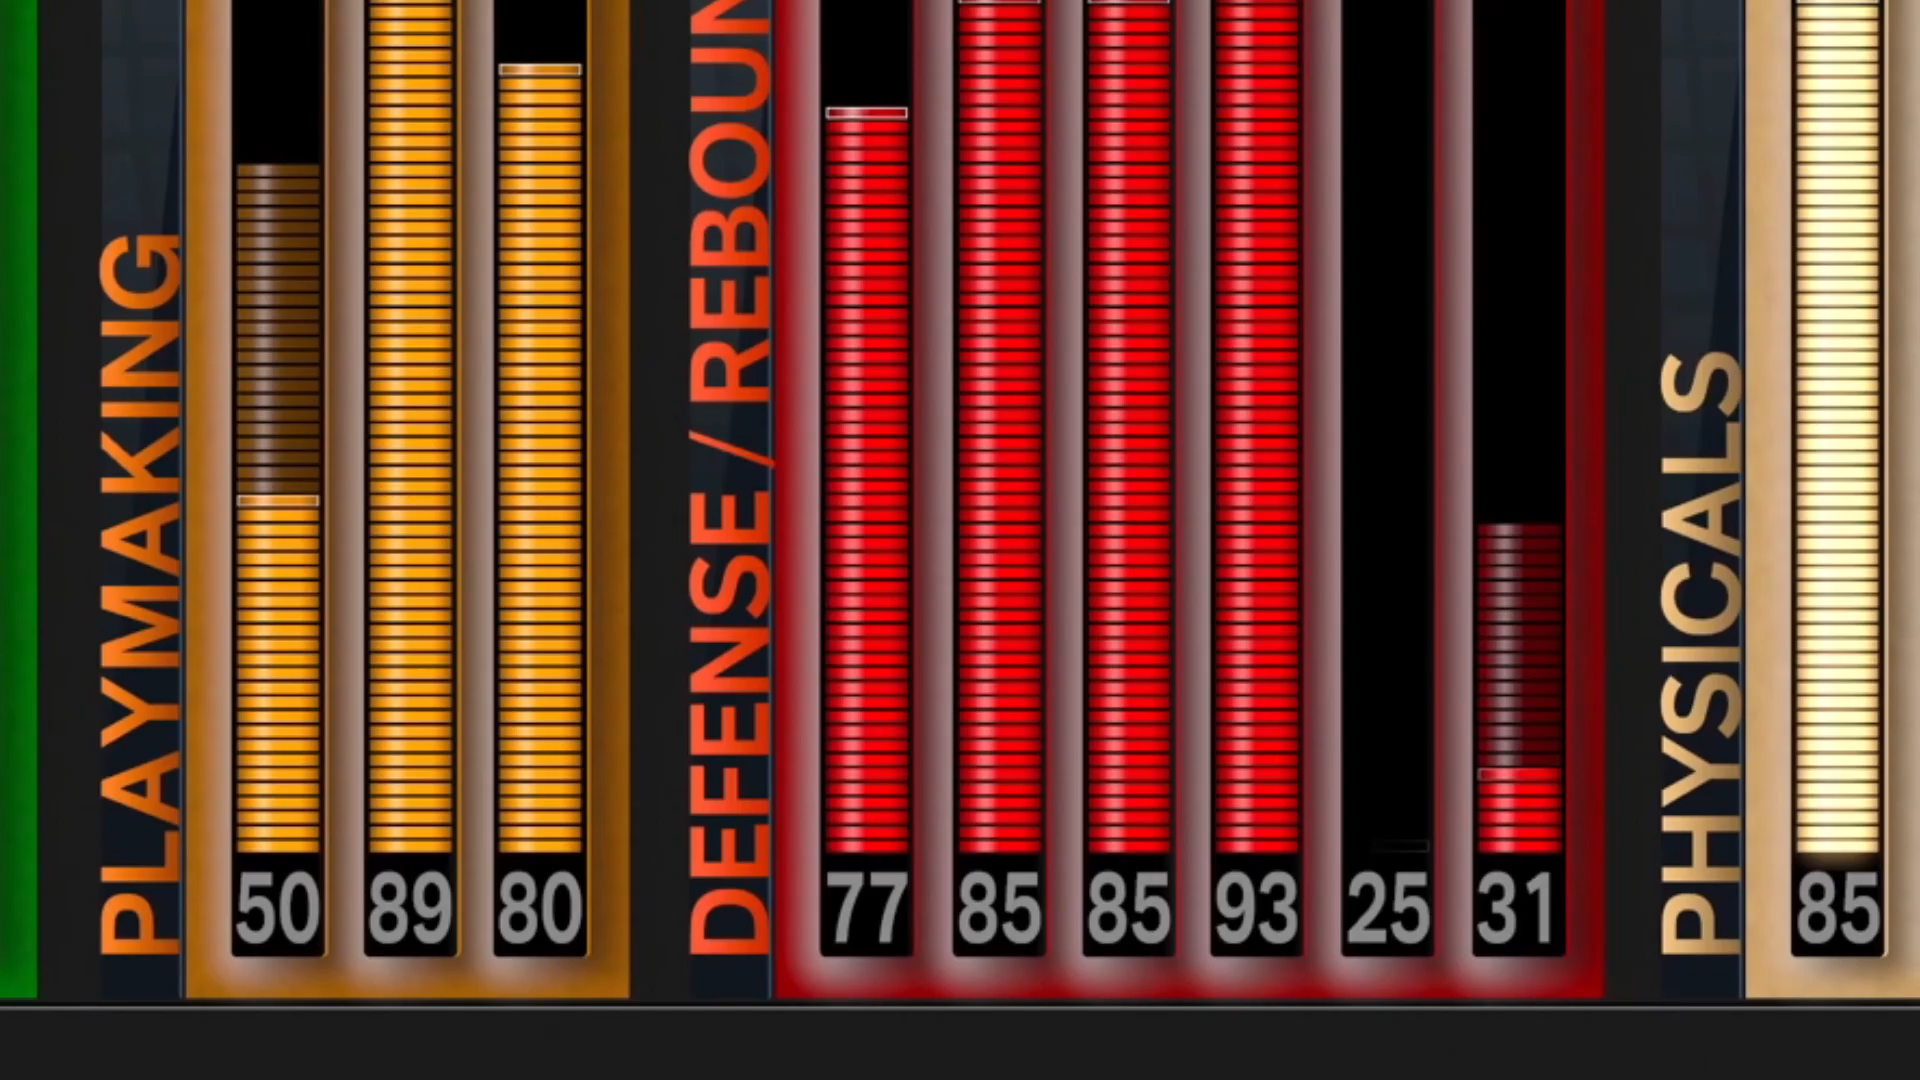 PLAYMAKING
50 89 80
DEFENSE / REBOUN
77 85 85 93 25 31
PHYSICALS
85